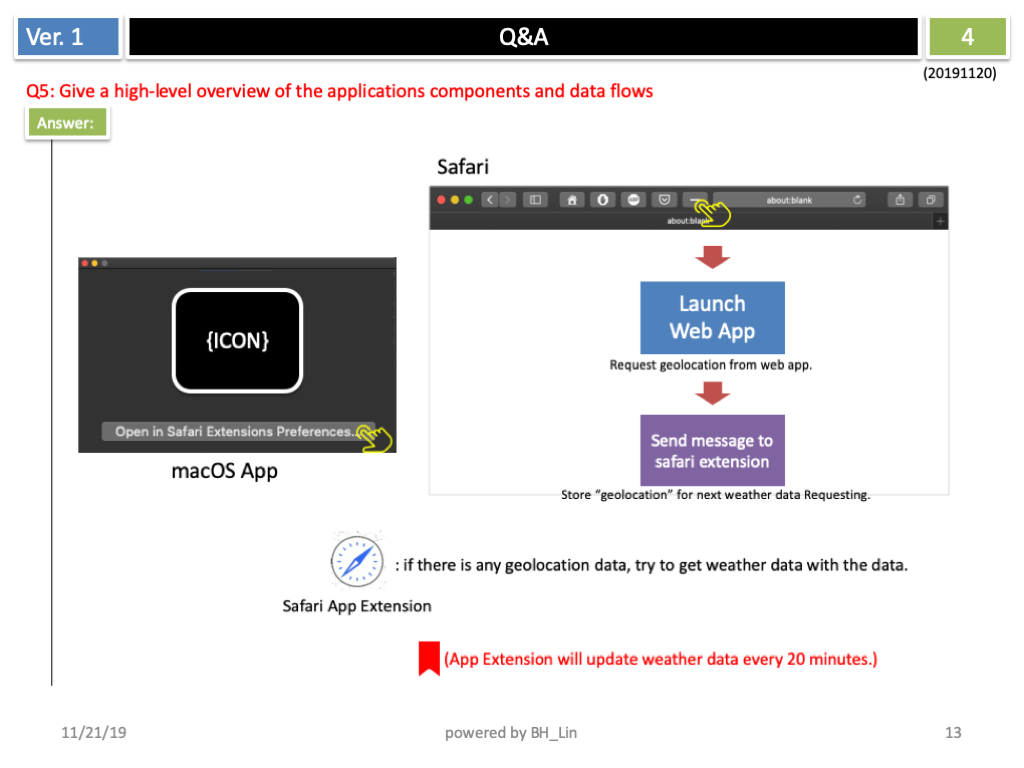 Ver. 1
Q&A
4
(20191120)
Q5: Give a high-level overview of the applications components and data flows
Answer:
Safari
about:blank
about:blank
{ICON}
Open in Safari Extensions Preferences...
macOS App
Launch
Web App
Request geolocation from web app.
Send message to
safari extension
Store “geolocation” for next weather data Requesting.
: if there is any geolocation data, try to get weather data with the data.
Safari App Extension
(App Extension will update weather data every 20 minutes.)
11/21/19
powered by BH_Lin
13